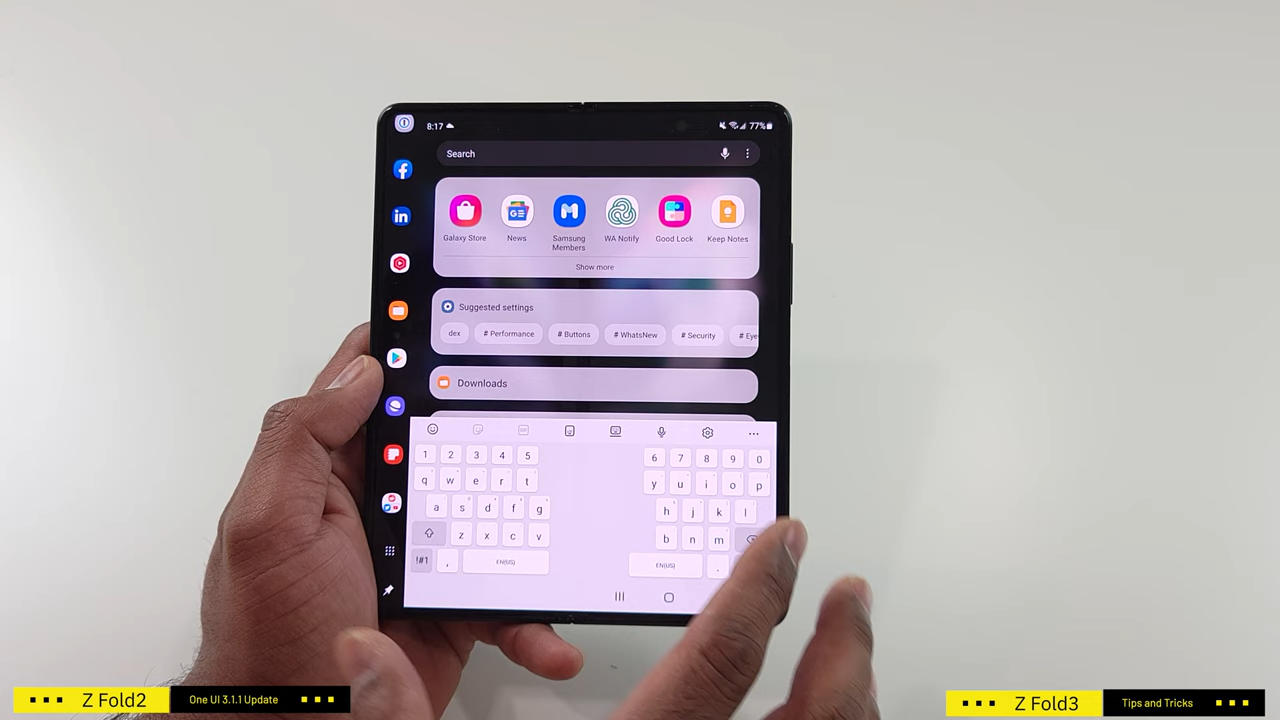 8:17
77%
Search
Galaxy Store
News
Samsung Members
WA Notify
Good Lock
Keep Notes
Show more
Suggested settings
dex
# Performance
# Buttons
# WhatsNew
# Security
# Eye
Downloads
1 2 3 4 5 6 7 8 9 0
q w e r t y u i o p
a s d f g h j k l
z x c v b n m
!#1 , EN(US) EN(US) .
Z Fold2
One UI 3.1.1 Update
Z Fold3
Tips and Tricks